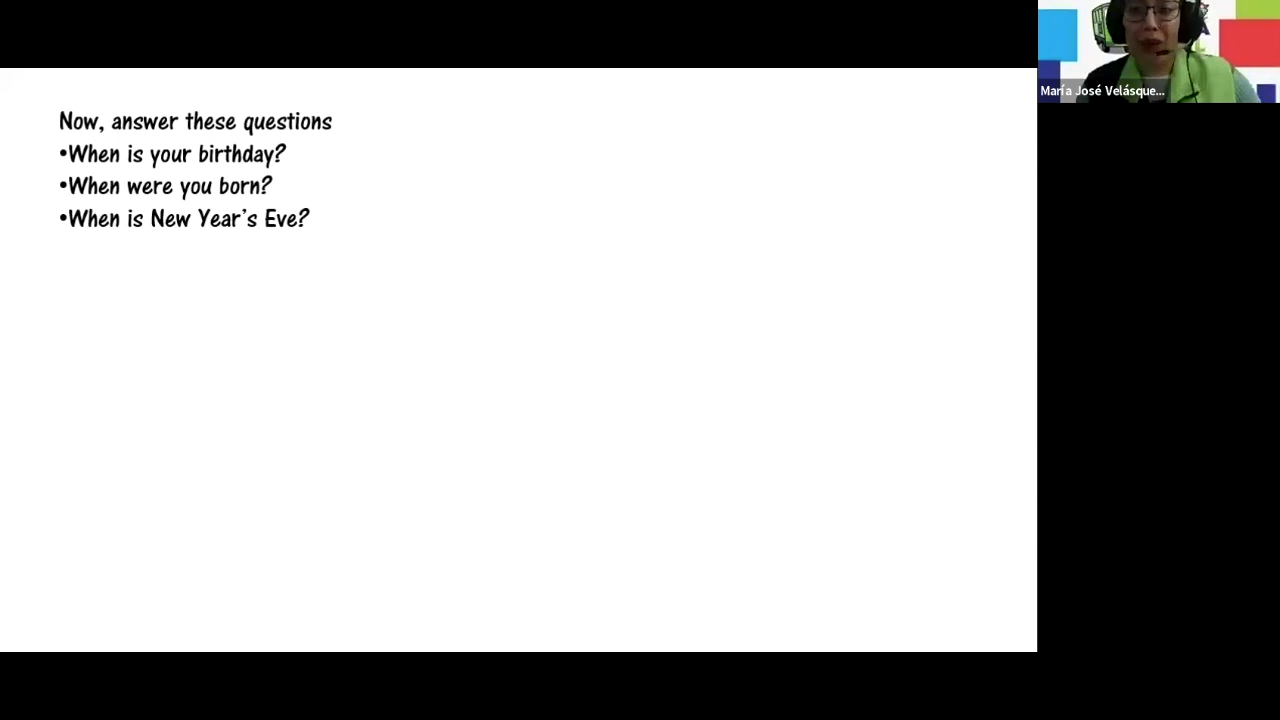 Now, answer these questions
•When is your birthday?
•When were you born?
•When is New Year's Eve?
María José Velásque...